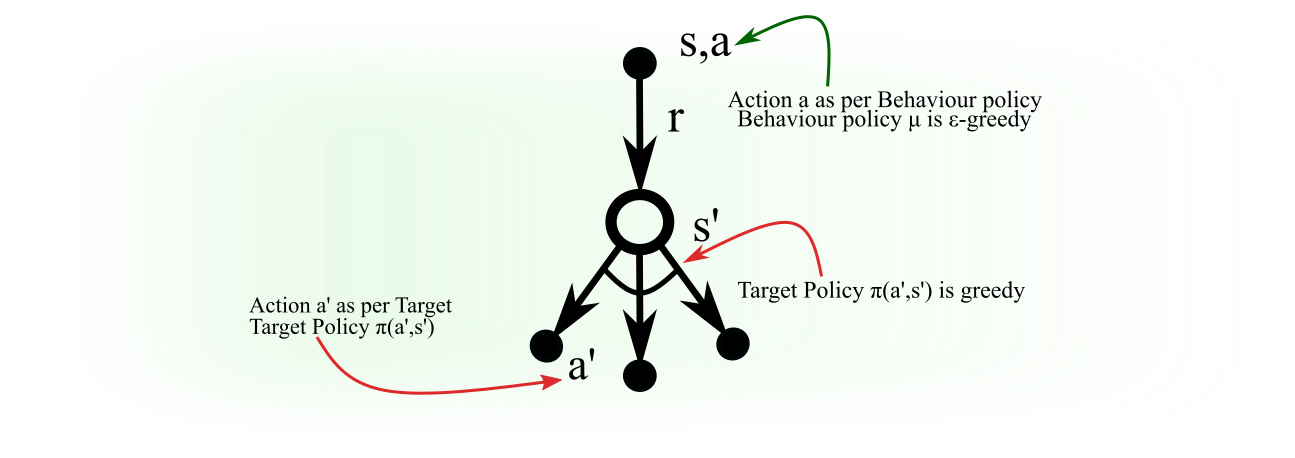 s,a
Action a as per Behaviour policy
Behaviour policy μ is ε-greedy
r
s'
Target Policy π(a',s') is greedy
Action a' as per Target
Target Policy π(a',s')
a'